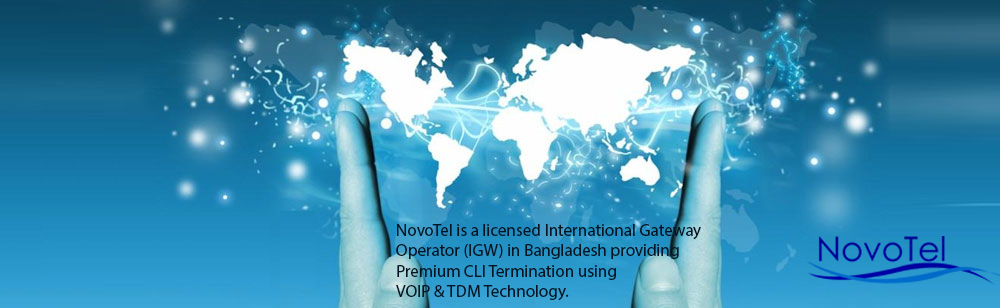 NovoTel is a licensed International Gateway
Operator (IGW) in Bangladesh providing
Premium CLI Termination using
VOIP & TDM Technology.
NovoTel